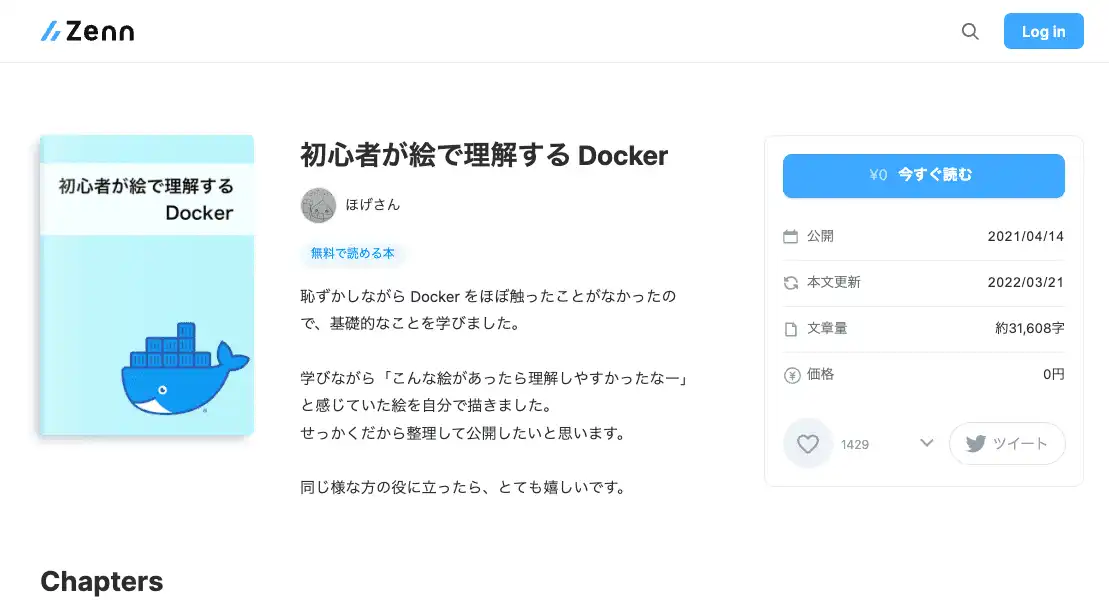 Zenn
Log in
初心者が絵で理解する
Docker
初心者が絵で理解する Docker
ほげさん
無料で読める本
恥ずかしながら Docker をほぼ触ったことがなかったの
で、基礎的なことを学びました。
学びながら「こんな絵があったら理解しやすかったなー」
と感じていた絵を自分で描きました。
せっかくだから整理して公開したいと思います。
同じ様な方の役に立ったら、とても嬉しいです。
¥0 今すぐ読む
公開 2021/04/14
本文更新 2022/03/21
文章量 約31,608字
価格 0円
1429 ツイート
Chapters